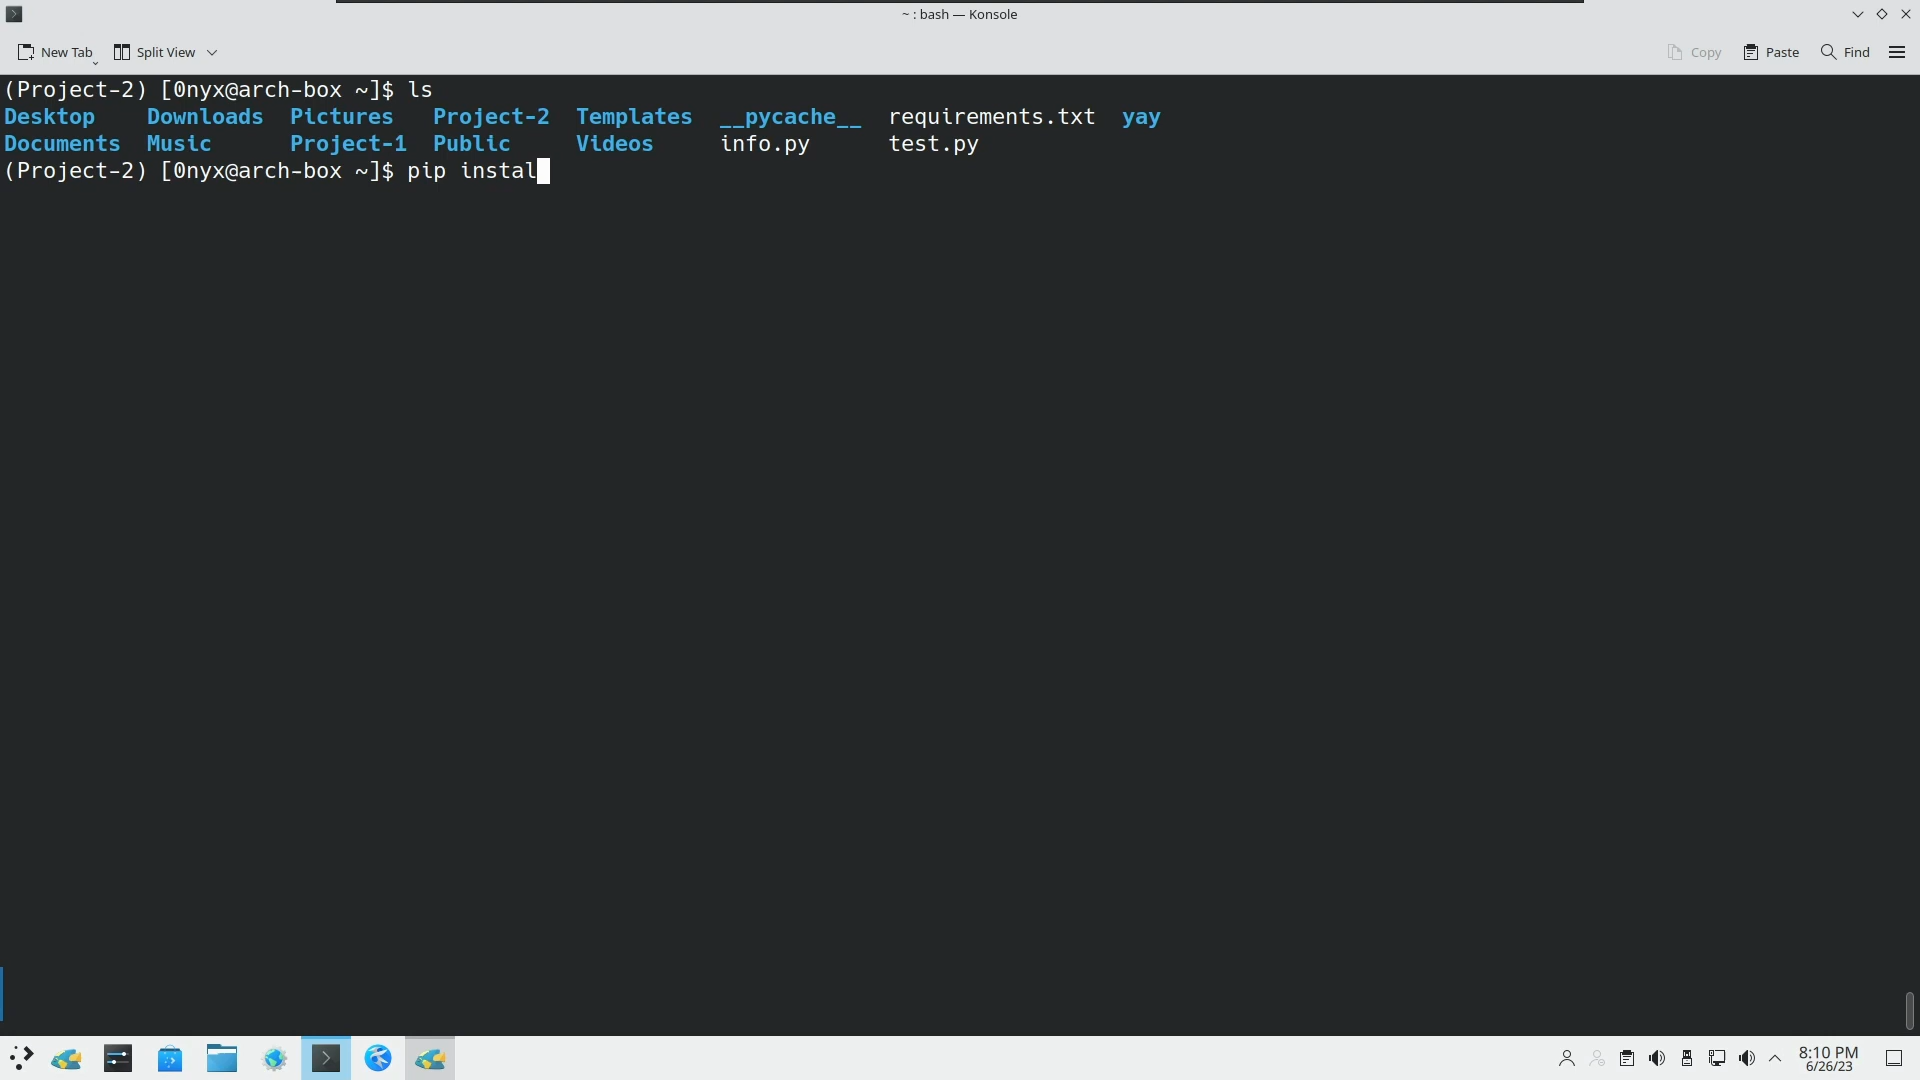 ~ : bash — Konsole
New Tab Split View Copy Paste Find
(Project-2) [0nyx@arch-box ~]$ ls
Desktop Downloads Pictures Project-2 Templates __pycache__ requirements.txt yay
Documents Music Project-1 Public Videos info.py test.py
(Project-2) [0nyx@arch-box ~]$ pip instal
8:10 PM
6/26/23